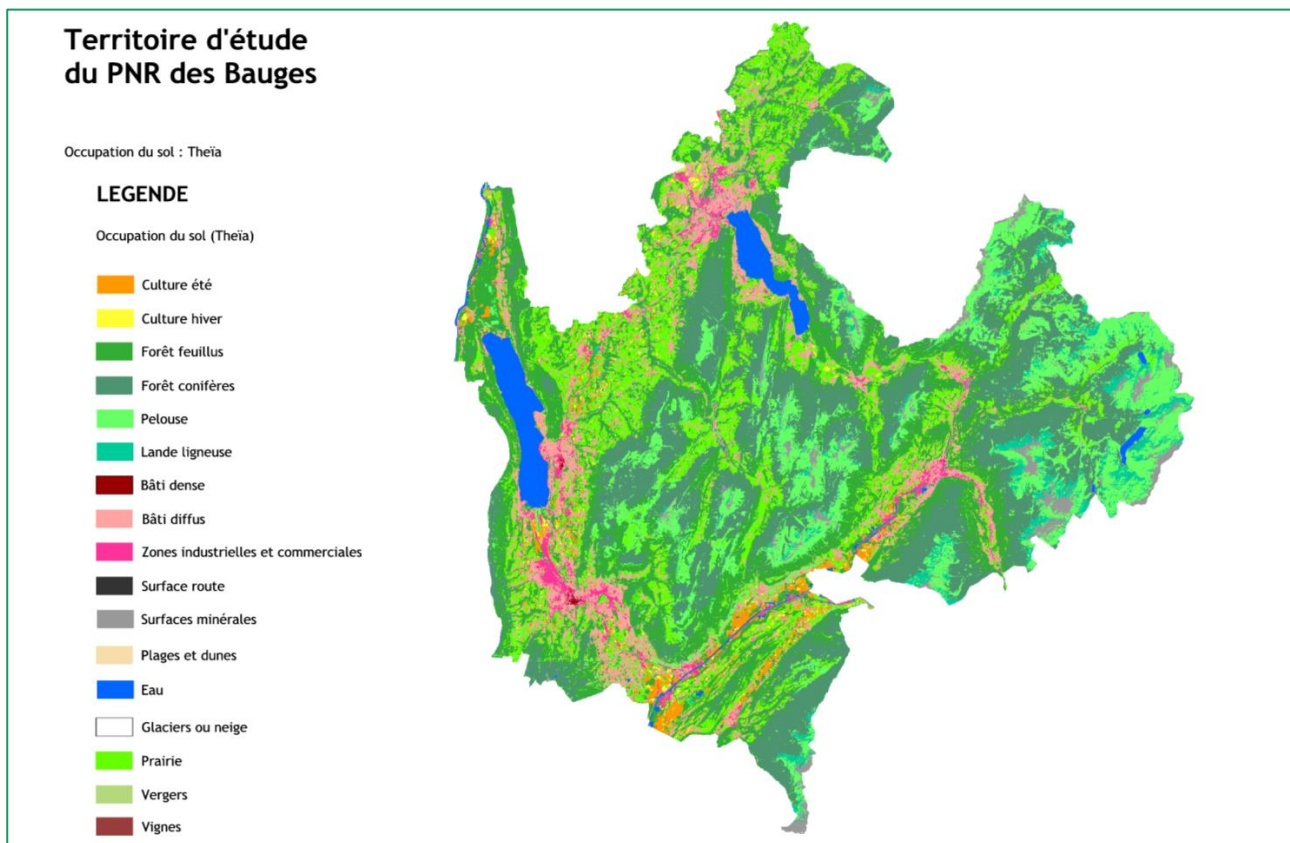 Territoire d'étude
du PNR des Bauges
Occupation du sol : Theïa
LEGENDE
Occupation du sol (Theïa)
Culture été
Culture hiver
Forêt feuillus
Forêt conifères
Pelouse
Lande ligneuse
Bâti dense
Bâti diffus
Zones industrielles et commerciales
Surface route
Surfaces minérales
Plages et dunes
Eau
Glaciers ou neige
Prairie
Vergers
Vignes